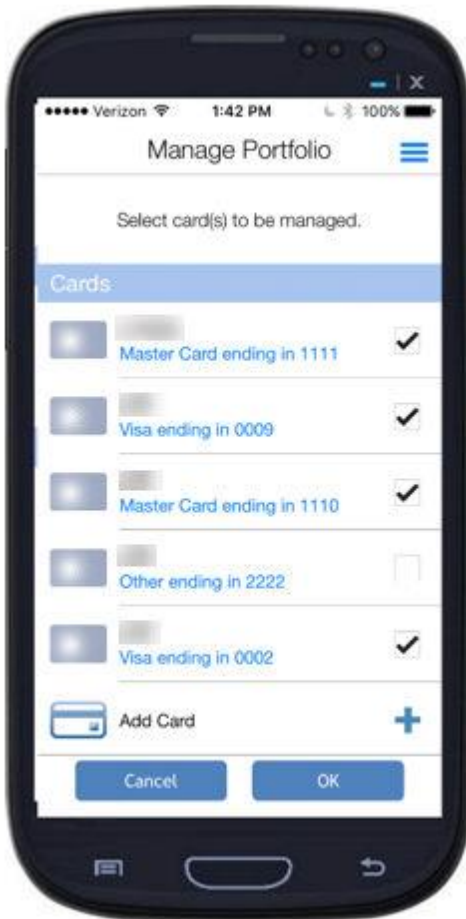 Verizon 1:42 PM 100%
Manage Portfolio
Select card(s) to be managed.
Cards
Master Card ending in 1111
Visa ending in 0009
Master Card ending in 1110
Other ending in 2222
Visa ending in 0002
Add Card
Cancel OK